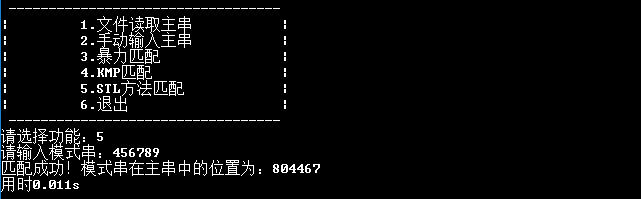 1.文件读取主串
2.手动输入主串
3.暴力匹配
4.KMP匹配
5.STL方法匹配
6.退出
请选择功能：5
请输入模式串：456789
匹配成功！模式串在主串中的位置为：804467
用时0.011s